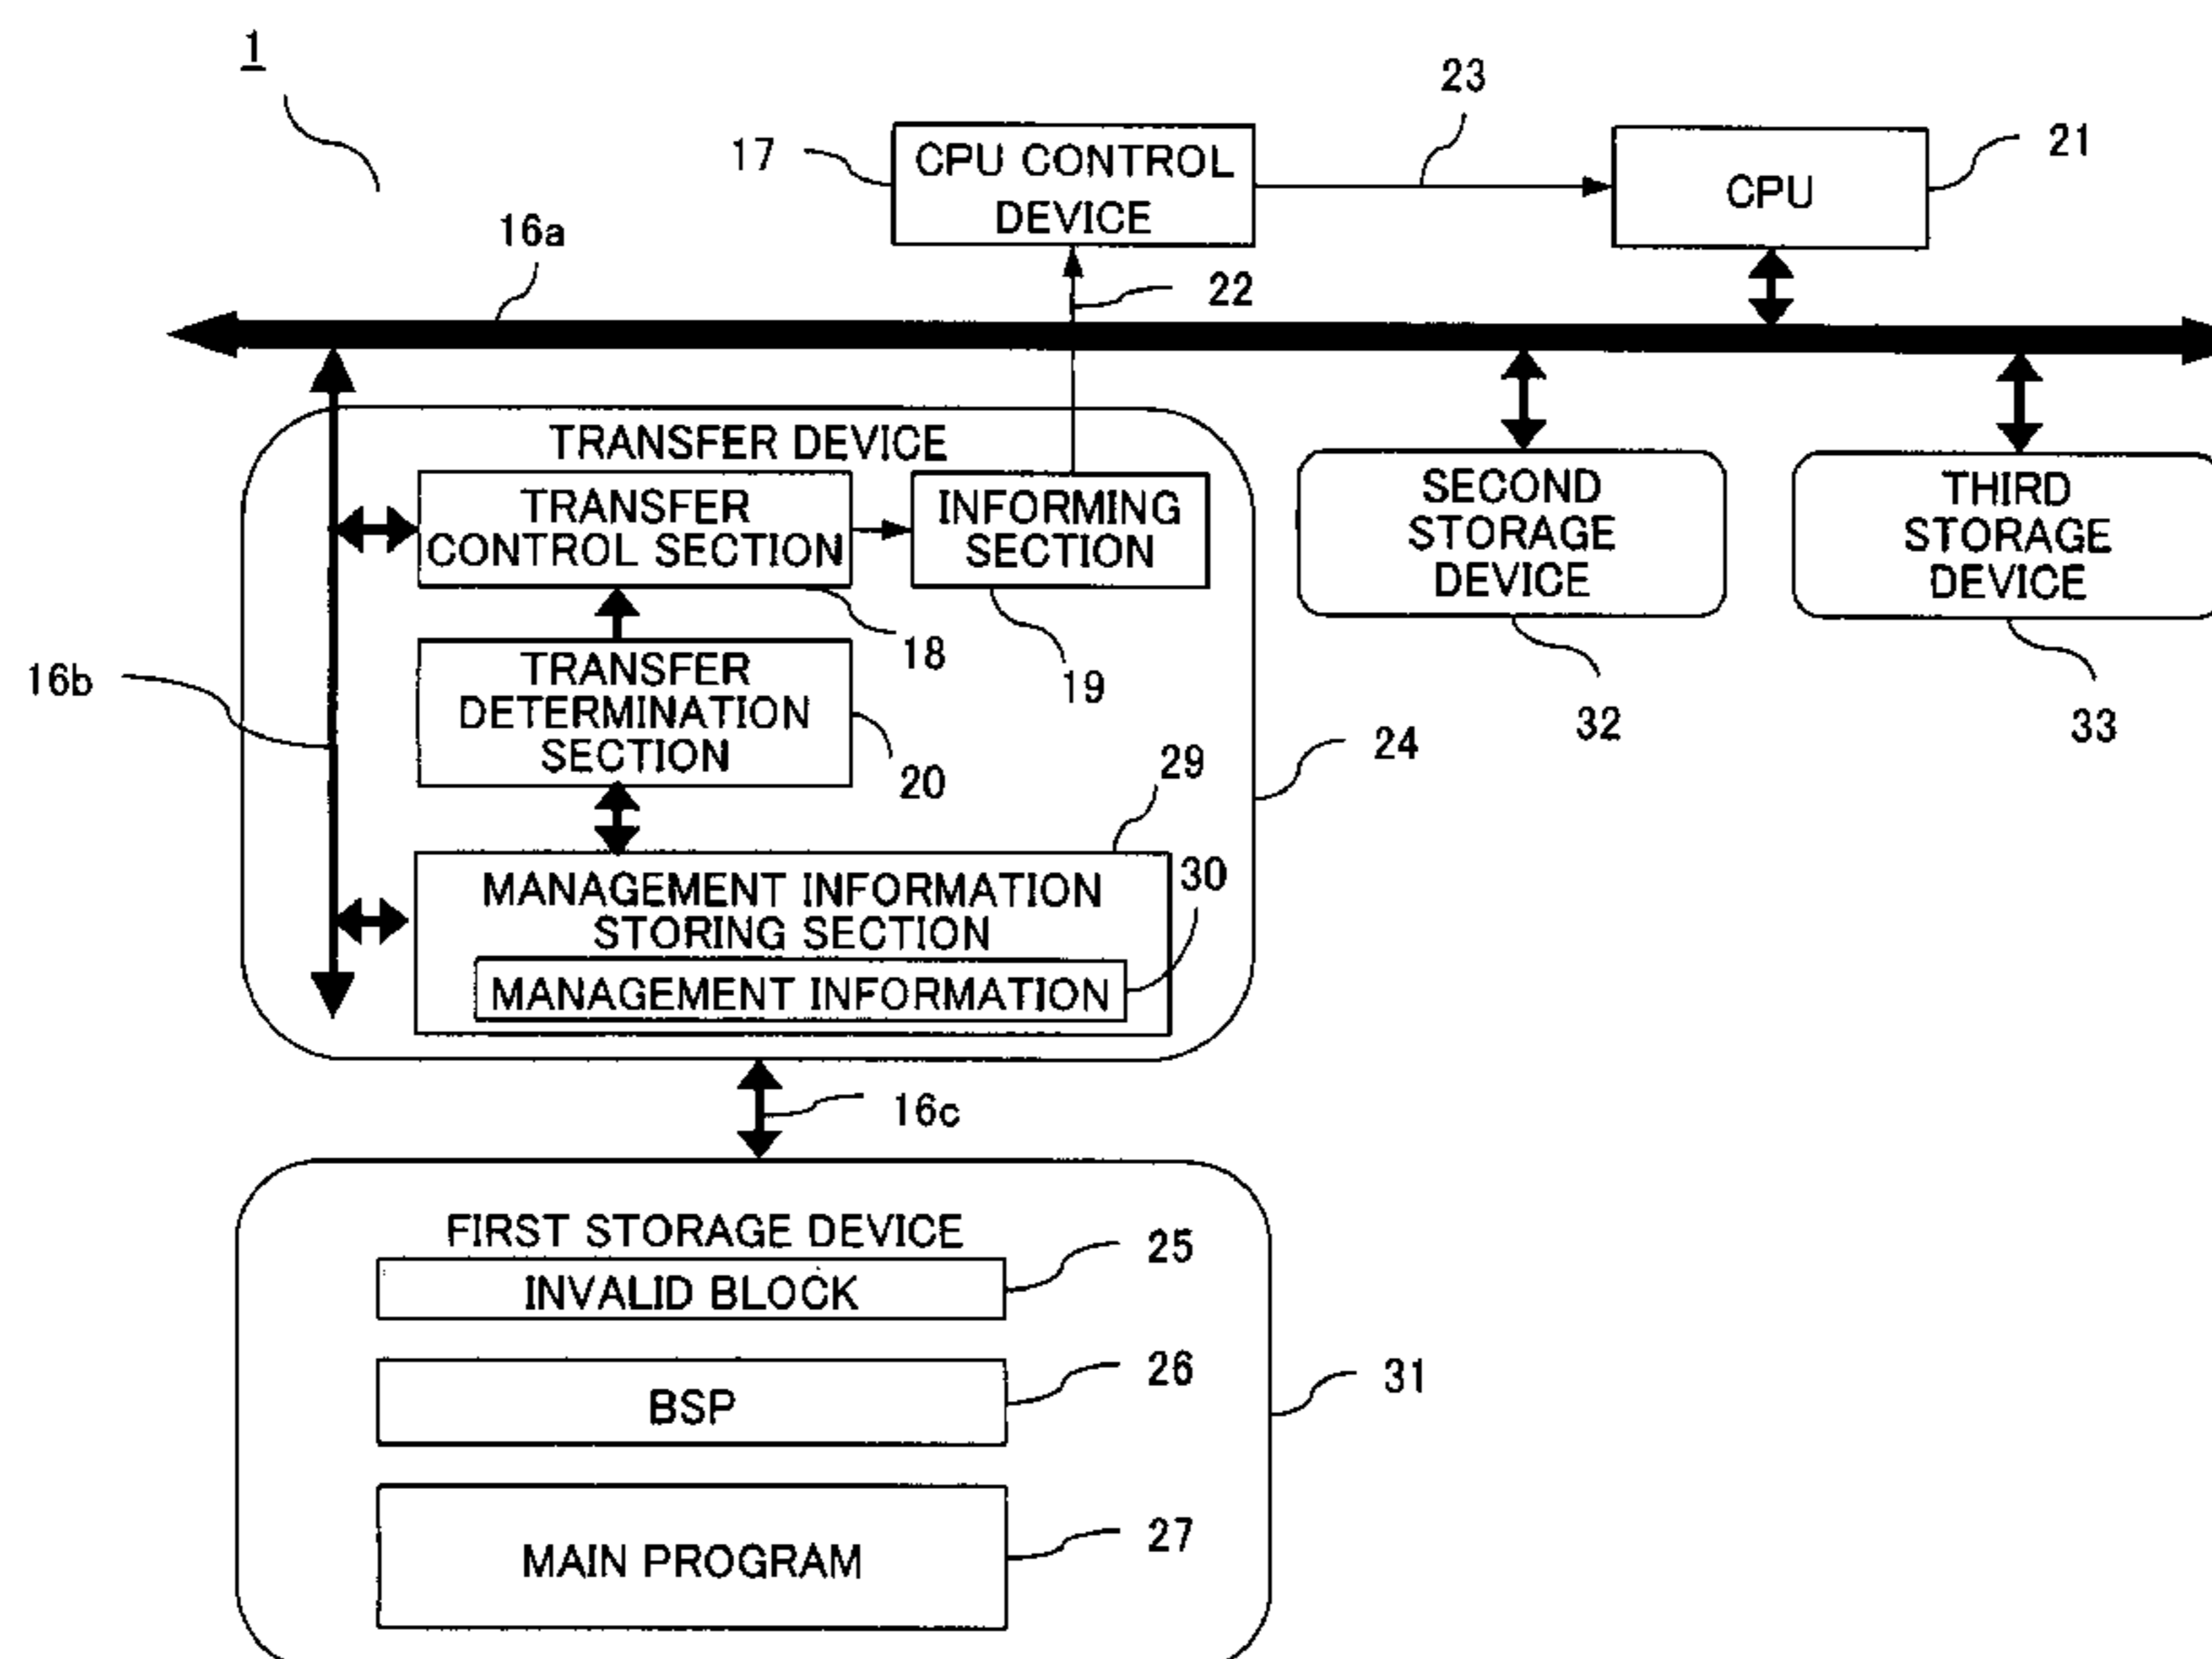 1
23
17
CPU CONTROL
DEVICE
CPU
21
16a
22
TRANSFER DEVICE
TRANSFER
CONTROL SECTION
INFORMING
SECTION
SECOND
STORAGE
DEVICE
THIRD
STORAGE
DEVICE
18
19
16b
TRANSFER
DETERMINATION
SECTION
20
32
33
24
29
MANAGEMENT INFORMATION
STORING SECTION
30
MANAGEMENT INFORMATION
16c
FIRST STORAGE DEVICE
25
INVALID BLOCK
26
BSP
31
27
MAIN PROGRAM